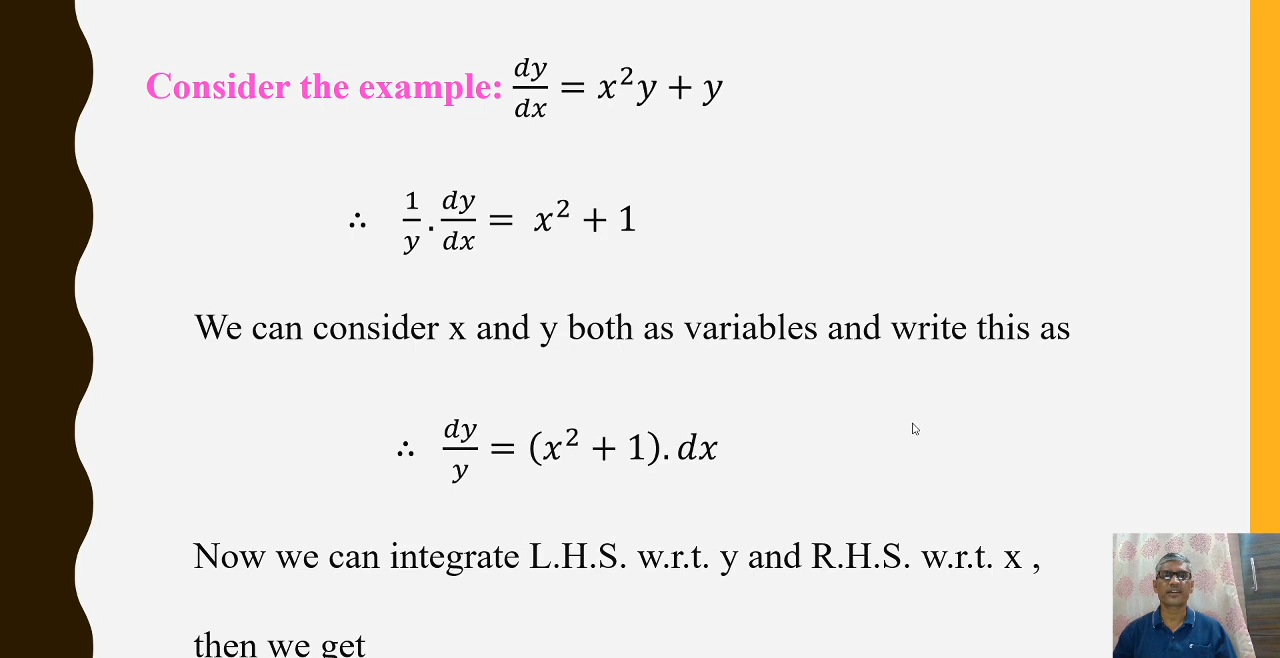 Consider the example: dy/dx = x²y + y
∴ 1/y . dy/dx = x² + 1
We can consider x and y both as variables and write this as
∴ dy/y = (x² + 1). dx
Now we can integrate L.H.S. w.r.t. y and R.H.S. w.r.t. x ,
then we get